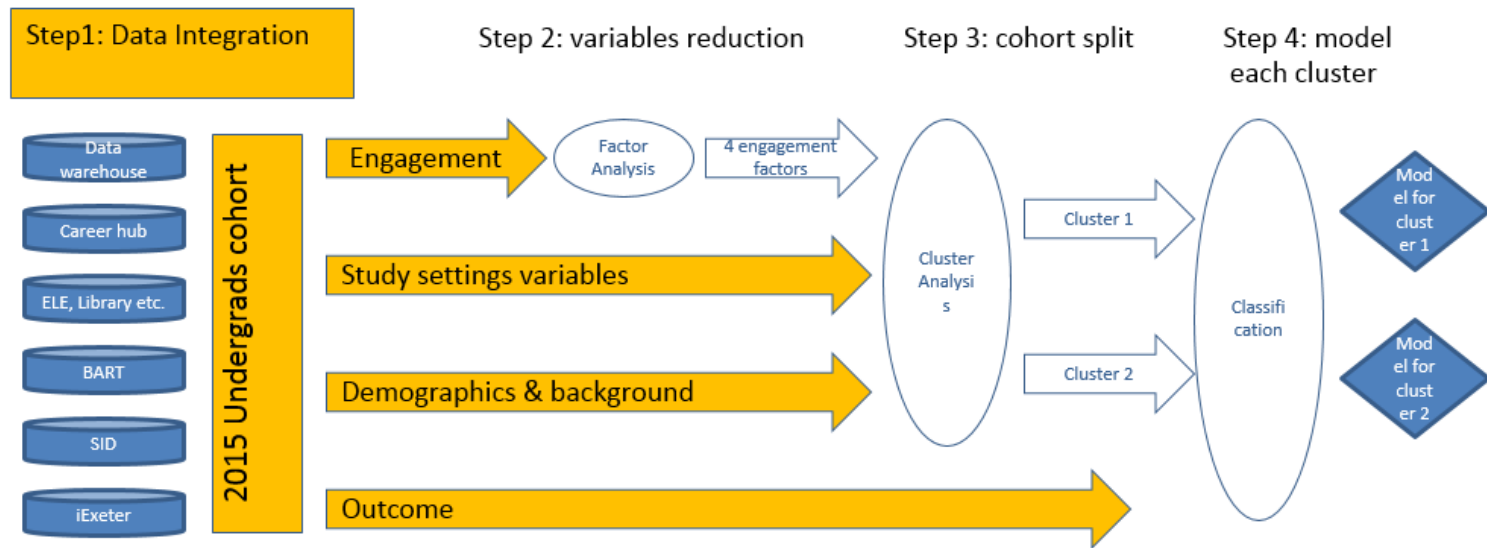 Step1: Data Integration
Step 2: variables reduction
Step 3: cohort split
Step 4: model
each cluster
Data
warehouse
Career hub
ELE, Library etc.
BART
SID
iExeter
2015 Undergrads cohort
Engagement
Factor
Analysis
4 engagement
factors
Study settings variables
Demographics & background
Outcome
Cluster
Analysi
s
Cluster 1
Cluster 2
Classifi
cation
Mod
el for
clust
er 1
Mod
el for
clust
er 2